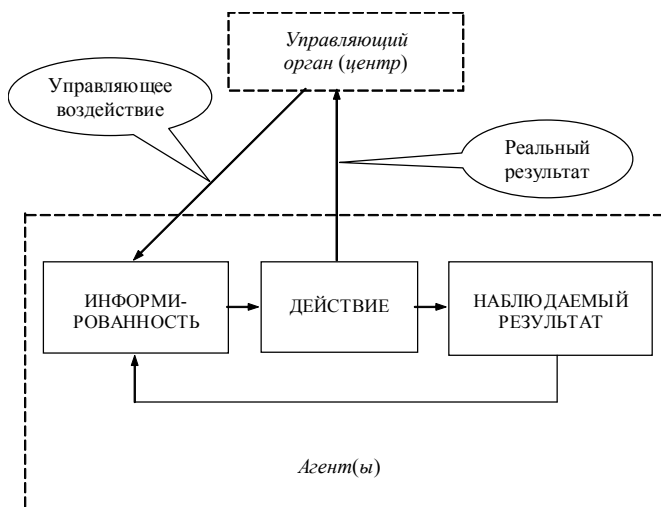 Управляющий
орган (центр)
Управляющее
воздействие
Реальный
результат
ИНФОРМИ-
РОВАННОСТЬ
ДЕЙСТВИЕ
НАБЛЮДАЕМЫЙ
РЕЗУЛЬТАТ
Агент(ы)